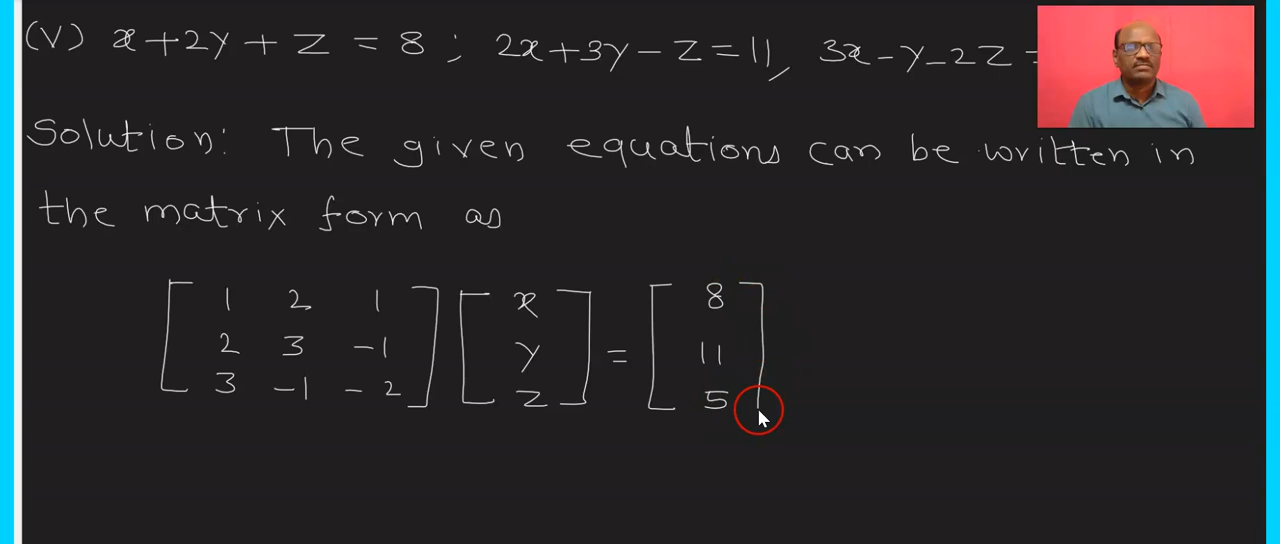 (V) x+2y+z = 8 ; 2x+3y-z=11, 3x-y-2z =
Solution: The given equations can be written in
the matrix form as
[ 1 2 1 ] [ x ] [ 8 ]
[ 2 3 -1 ] [ y ] = [ 11 ]
[ 3 -1 -2 ] [ z ] [ 5 ]